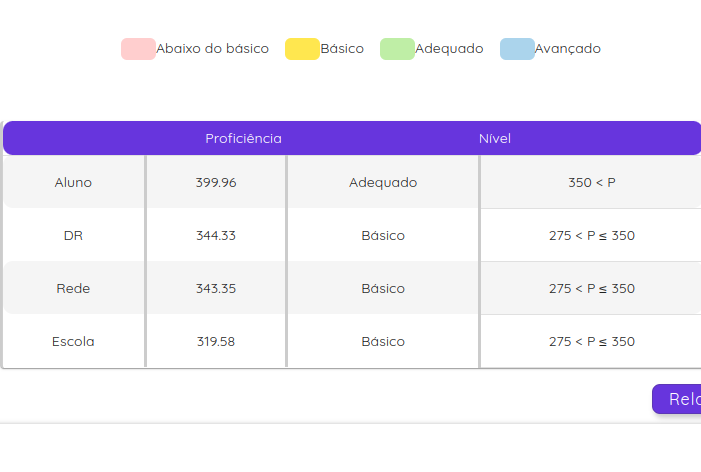 Abaixo do básico Básico Adequado Avançado
Proficiência Nível
Aluno 399.96 Adequado 350 < P
DR 344.33 Básico 275 < P ≤ 350
Rede 343.35 Básico 275 < P ≤ 350
Escola 319.58 Básico 275 < P ≤ 350